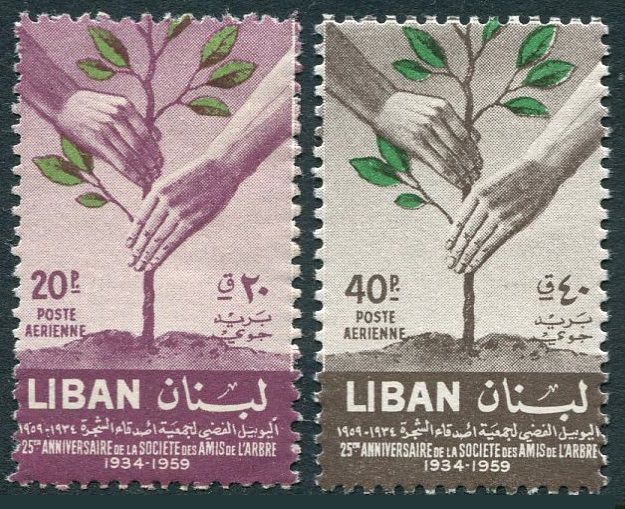 20P.
POSTE
AERIENNE
٢٠ ق
بريد
جوي
LIBAN لبنان
اليوبيل الفضي لجمعية اصدقاء الشجرة ١٩٣٤-١٩٥٩
25TH ANNIVERSAIRE DE LA SOCIETE DES AMIS DE L'ARBRE
1934-1959
40P.
POSTE
AERIENNE
٤٠ ق
بريد
جوي
LIBAN لبنان
اليوبيل الفضي لجمعية اصدقاء الشجرة ١٩٣٤-١٩٥٩
25TH ANNIVERSAIRE DE LA SOCIETE DES AMIS DE L'ARBRE
1934-1959